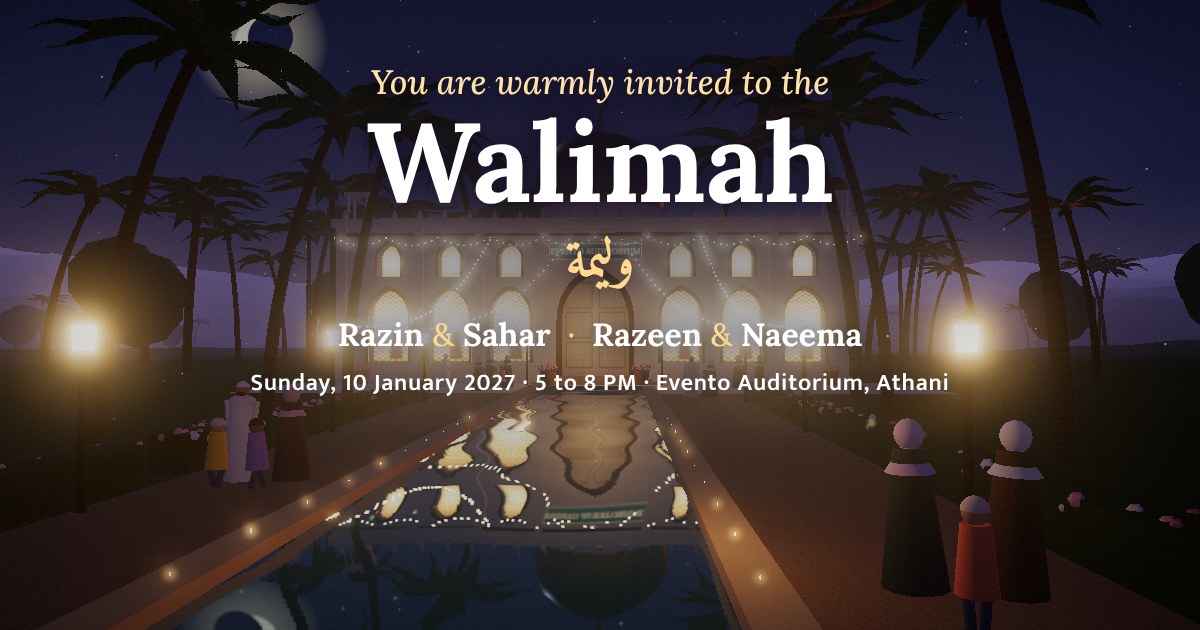 You are warmly invited to the
Walimah
وليمة
Razin & Sahar · Razeen & Naeema ·
Sunday, 10 January 2027 · 5 to 8 PM · Evento Auditorium, Athani